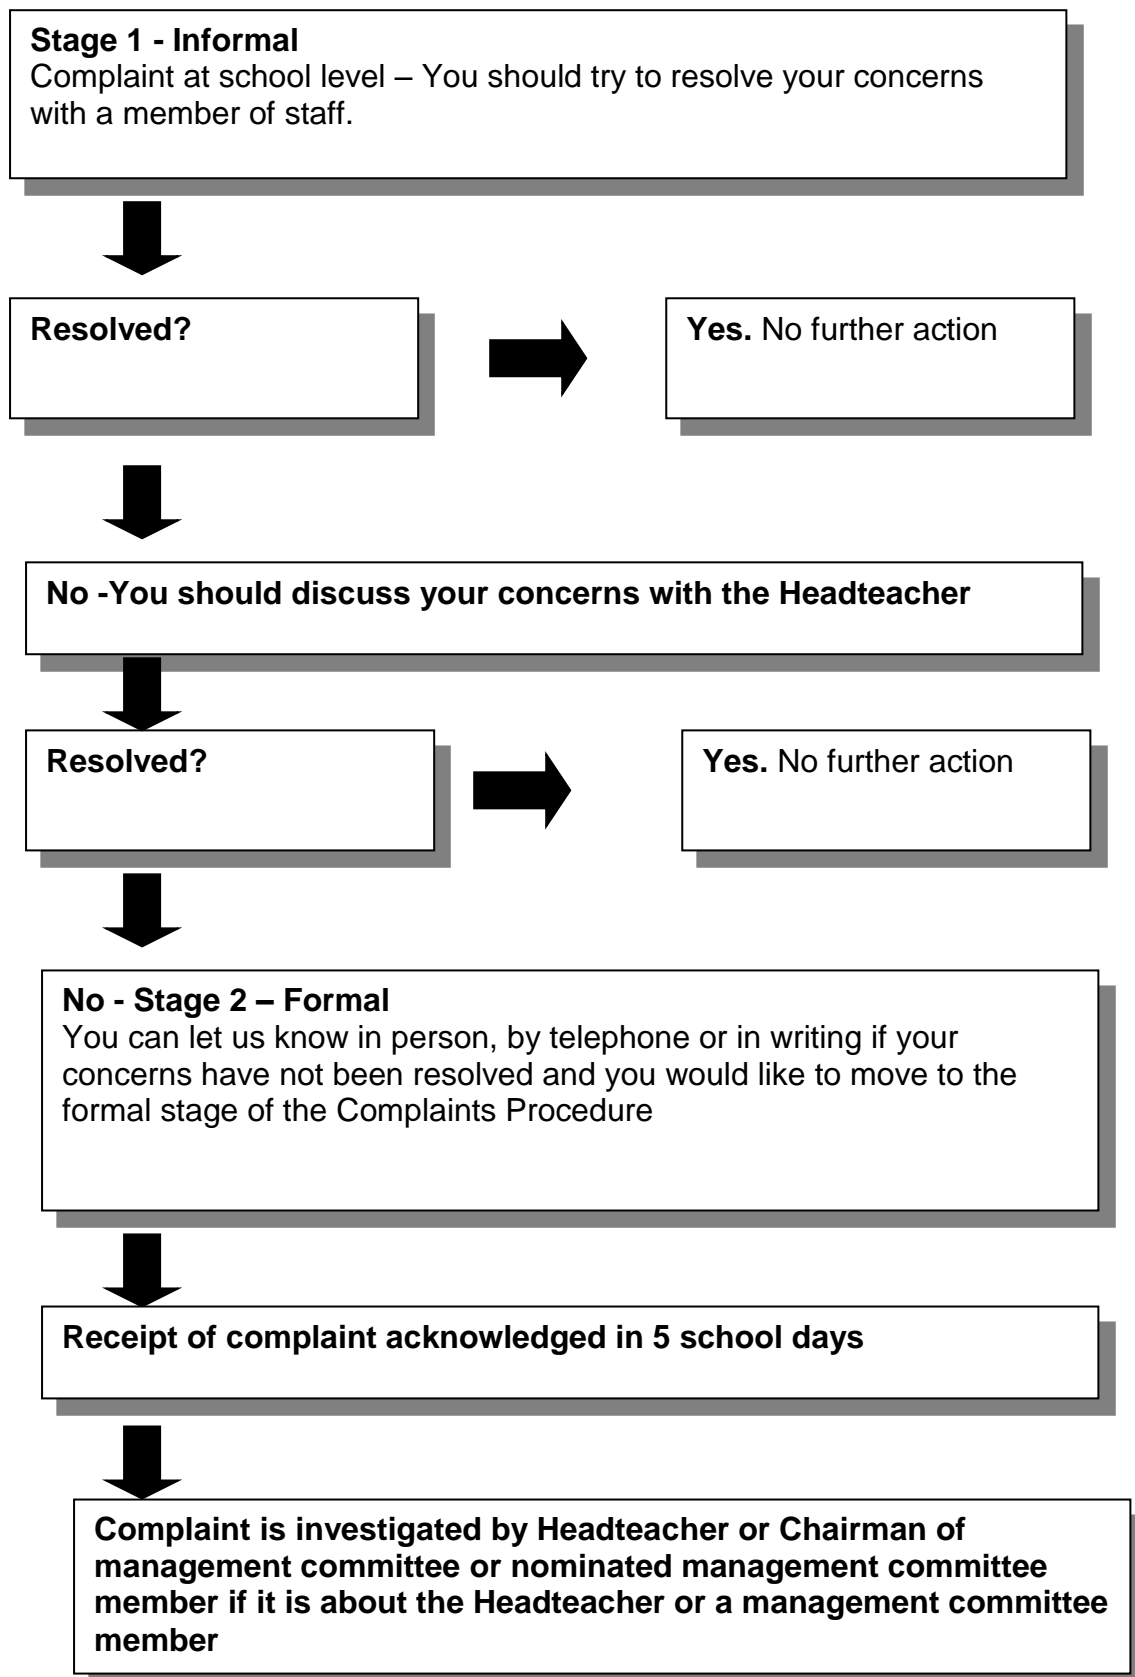 Stage 1 - Informal
Complaint at school level – You should try to resolve your concerns
with a member of staff.
Resolved?
Yes. No further action
No -You should discuss your concerns with the Headteacher
Resolved?
Yes. No further action
No - Stage 2 – Formal
You can let us know in person, by telephone or in writing if your
concerns have not been resolved and you would like to move to the
formal stage of the Complaints Procedure
Receipt of complaint acknowledged in 5 school days
Complaint is investigated by Headteacher or Chairman of
management committee or nominated management committee
member if it is about the Headteacher or a management committee
member